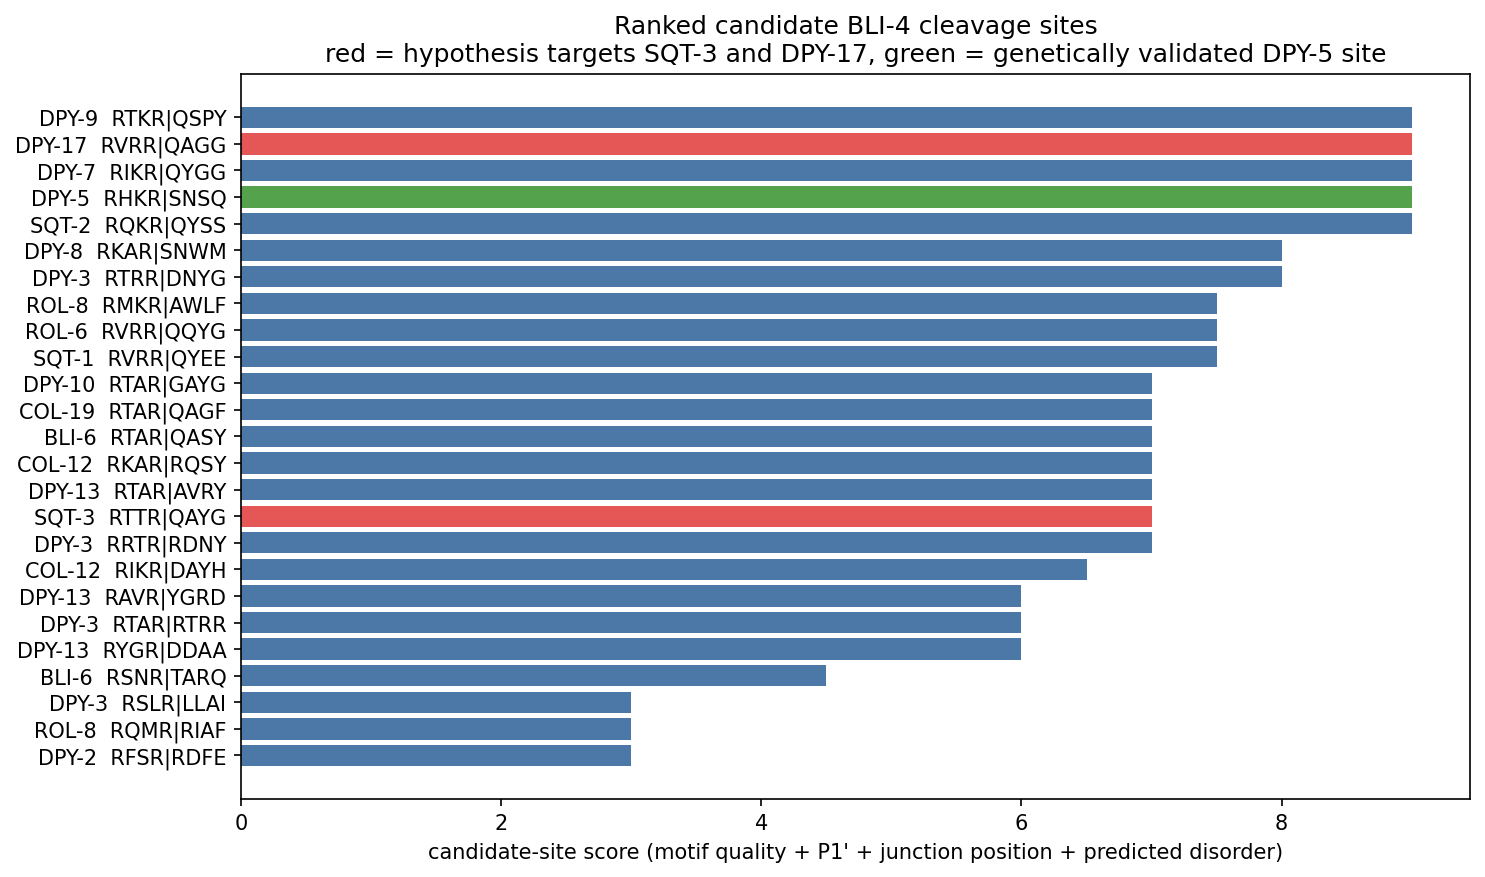 Ranked candidate BLI-4 cleavage sites
red = hypothesis targets SQT-3 and DPY-17, green = genetically validated DPY-5 site
DPY-9  RTKR|QSPY
DPY-17  RVRR|QAGG
DPY-7  RIKR|QYGG
DPY-5  RHKR|SNSQ
SQT-2  RQKR|QYSS
DPY-8  RKAR|SNWM
DPY-3  RTRR|DNYG
ROL-8  RMKR|AWLF
ROL-6  RVRR|QQYG
SQT-1  RVRR|QYEE
DPY-10  RTAR|GAYG
COL-19  RTAR|QAGF
BLI-6  RTAR|QASY
COL-12  RKAR|RQSY
DPY-13  RTAR|AVRY
SQT-3  RTTR|QAYG
DPY-3  RRTR|RDNY
COL-12  RIKR|DAYH
DPY-13  RAVR|YGRD
DPY-3  RTAR|RTRR
DPY-13  RYGR|DDAA
BLI-6  RSNR|TARQ
DPY-3  RSLR|LLAI
ROL-8  RQMR|RIAF
DPY-2  RFSR|RDFE
0 2 4 6 8
candidate-site score (motif quality + P1' + junction position + predicted disorder)